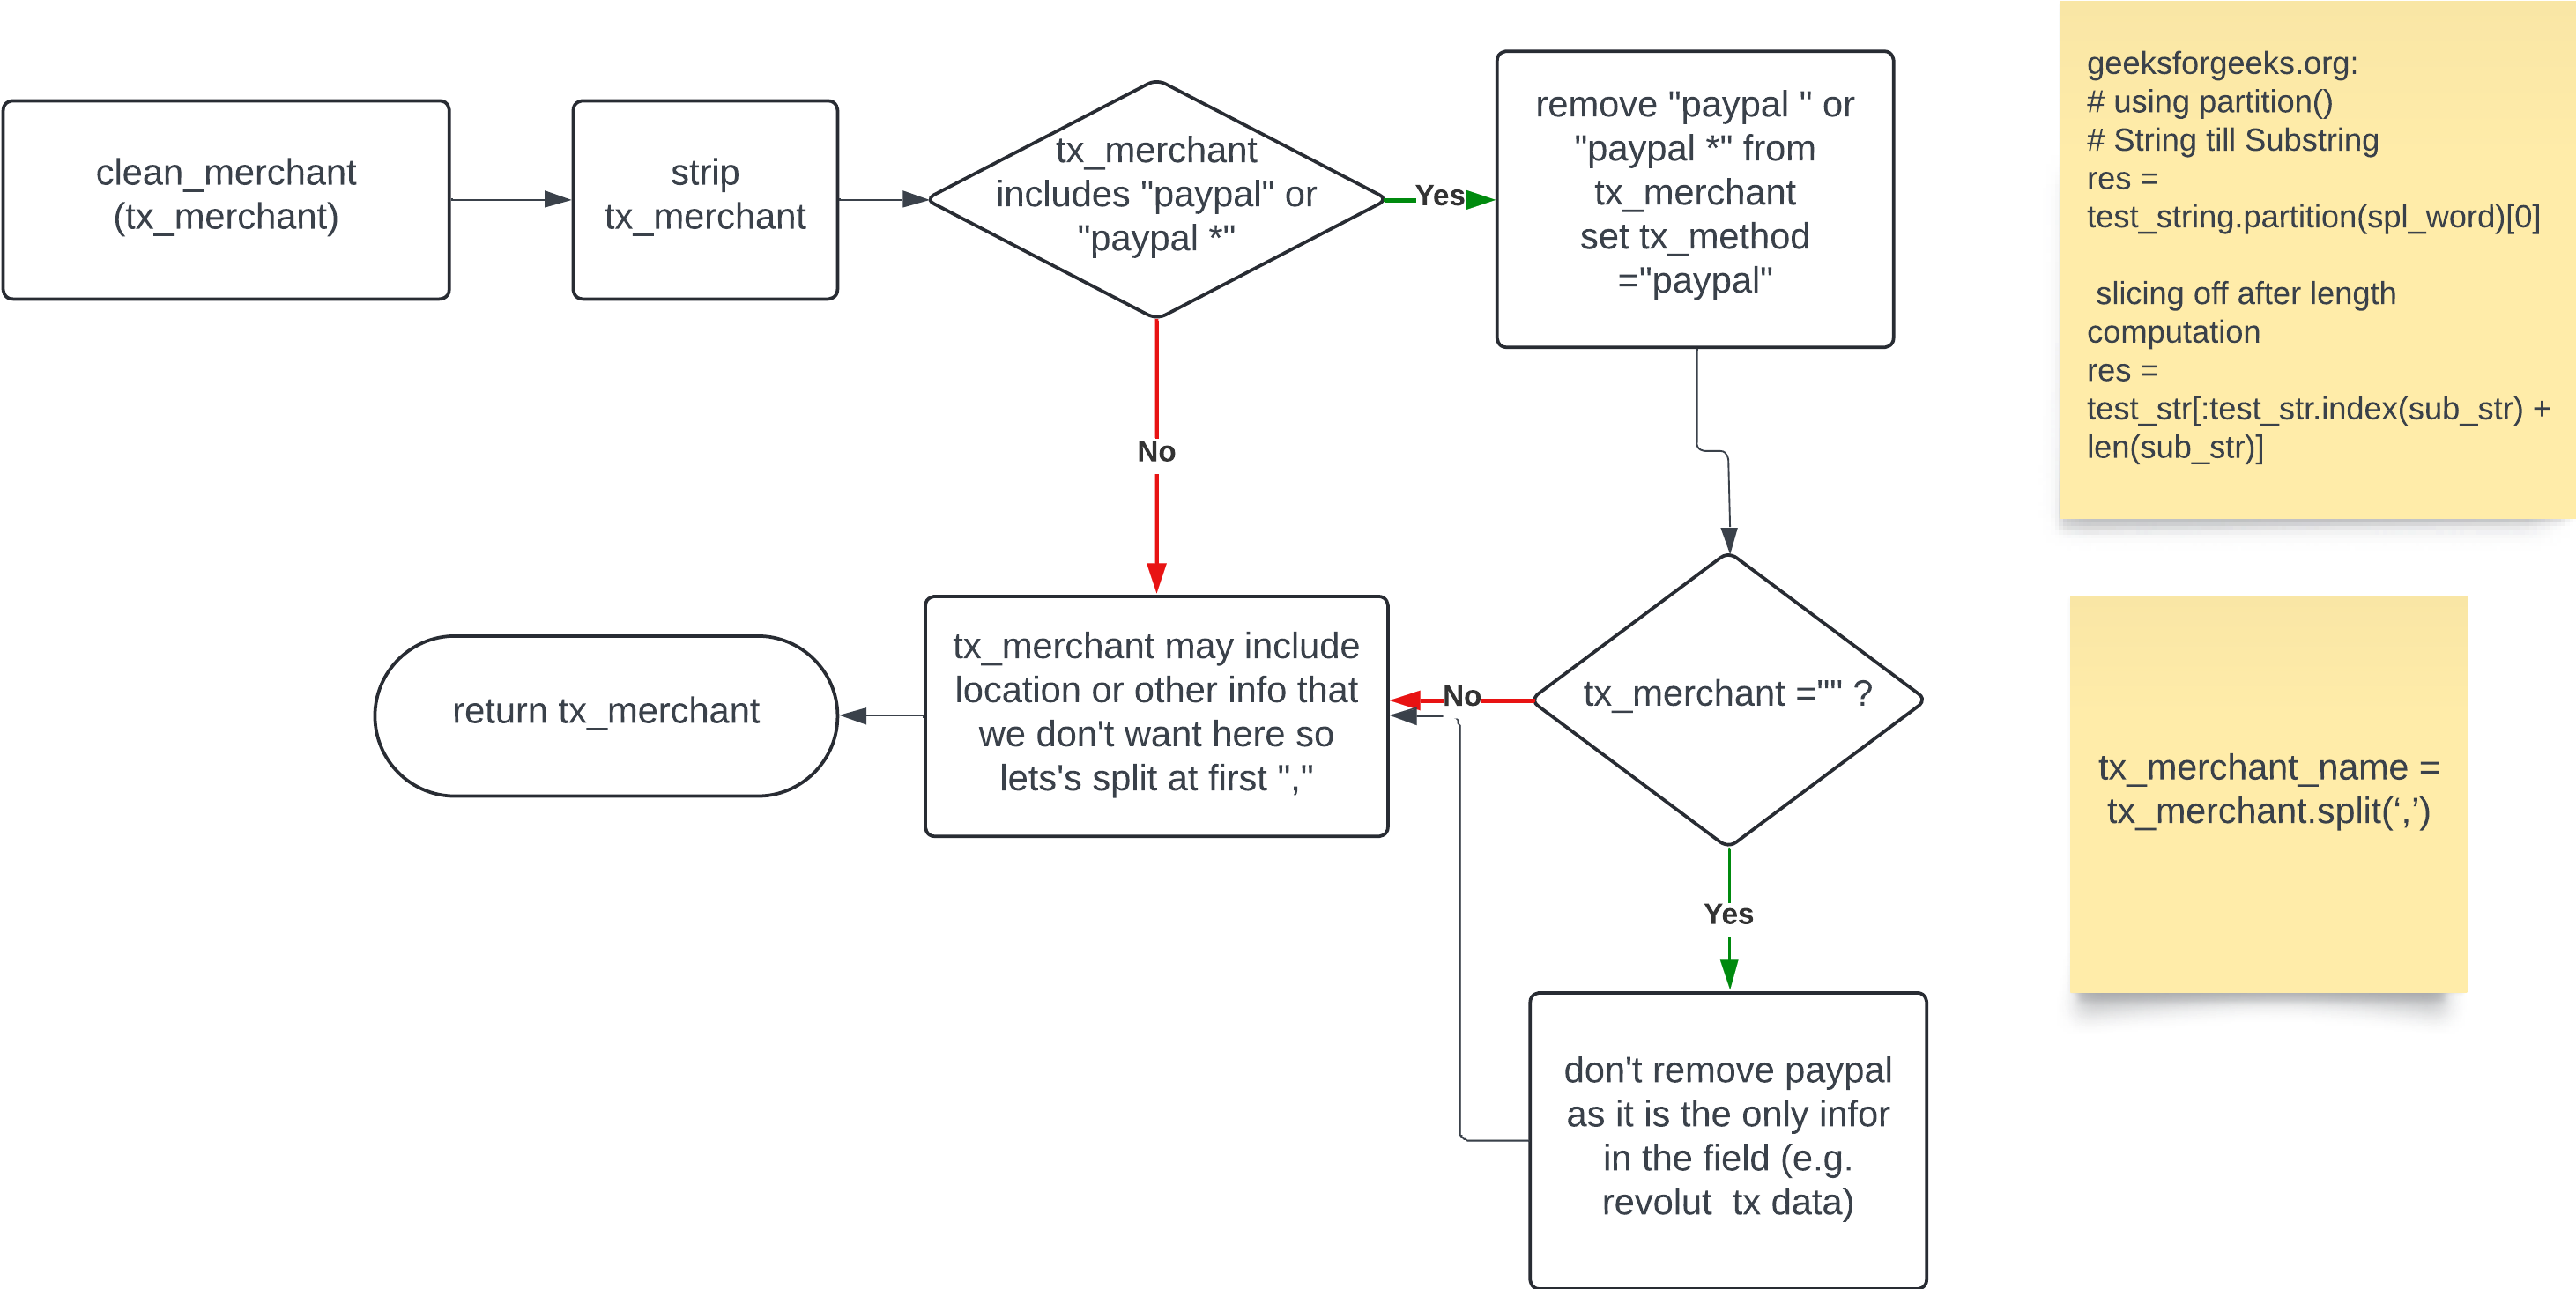 clean_merchant
(tx_merchant)
strip
tx_merchant
tx_merchant
includes "paypal" or
"paypal *"
Yes
remove "paypal " or
"paypal *" from
tx_merchant
set tx_method
="paypal"
No
tx_merchant ="" ?
No
Yes
don't remove paypal
as it is the only infor
in the field (e.g.
revolut  tx data)
tx_merchant may include
location or other info that
we don't want here so
lets's split at first ","
return tx_merchant
geeksforgeeks.org:
# using partition()
# String till Substring
res =
test_string.partition(spl_word)[0]
slicing off after length
computation
res =
test_str[:test_str.index(sub_str) +
len(sub_str)]
tx_merchant_name =
tx_merchant.split(‘,’)